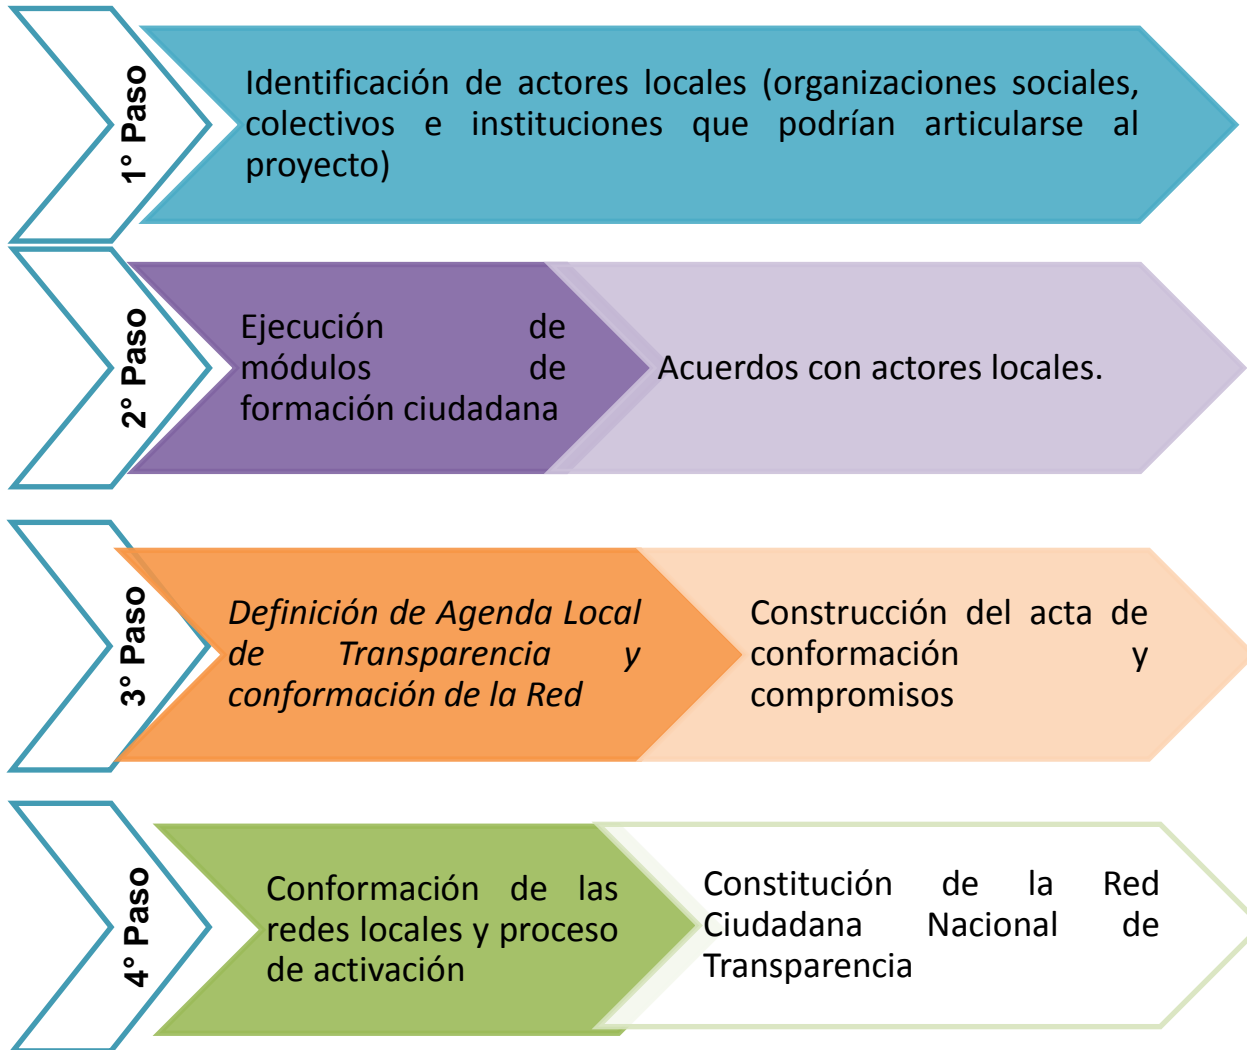 1° Paso
Identificación de actores locales (organizaciones sociales,
colectivos e instituciones que podrían articularse al
proyecto)
2° Paso
Ejecución de
módulos de
formación ciudadana
Acuerdos con actores locales.
3° Paso
Definición de Agenda Local
de Transparencia y
conformación de la Red
Construcción del acta de
conformación y
compromisos
4° Paso
Conformación de las
redes locales y proceso
de activación
Constitución de la Red
Ciudadana Nacional de
Transparencia